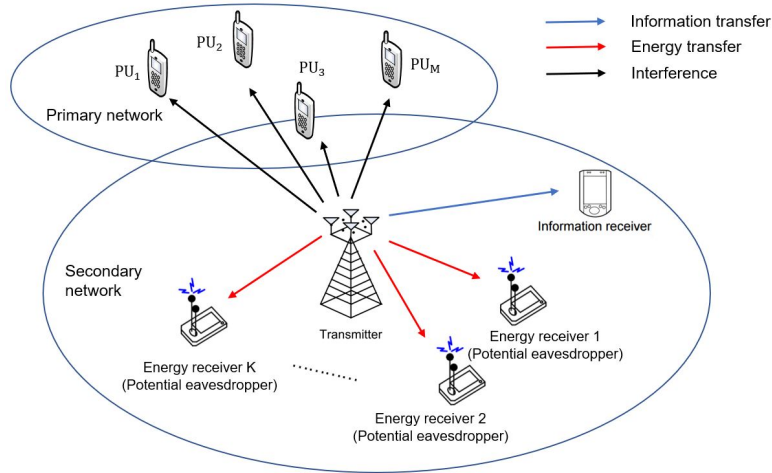 Information transfer
Energy transfer
Interference
PU₁
PU₂
PU₃
PU_M
Primary network
Information receiver
Secondary
network
Transmitter
Energy receiver 1
(Potential eavesdropper)
Energy receiver K
(Potential eavesdropper)
Energy receiver 2
(Potential eavesdropper)